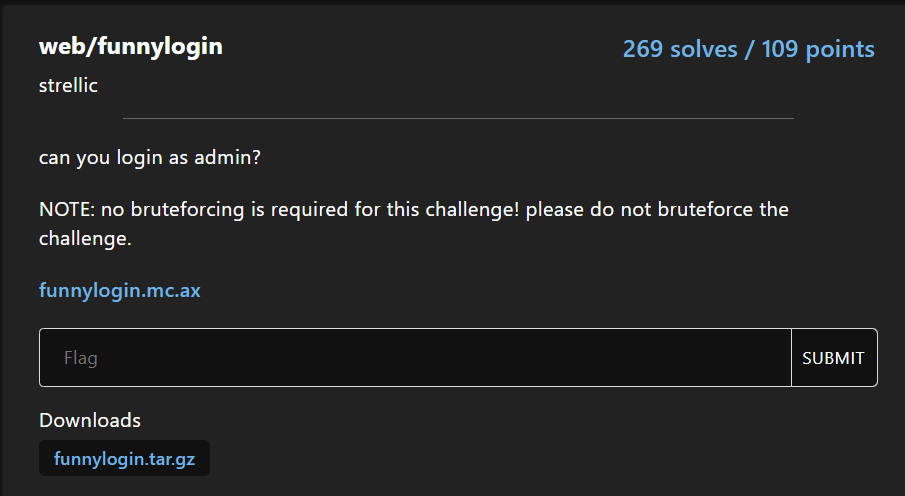 web/funnylogin
269 solves / 109 points
strellic
can you login as admin?
NOTE: no bruteforcing is required for this challenge! please do not bruteforce the
challenge.
funnylogin.mc.ax
Flag
SUBMIT
Downloads
funnylogin.tar.gz